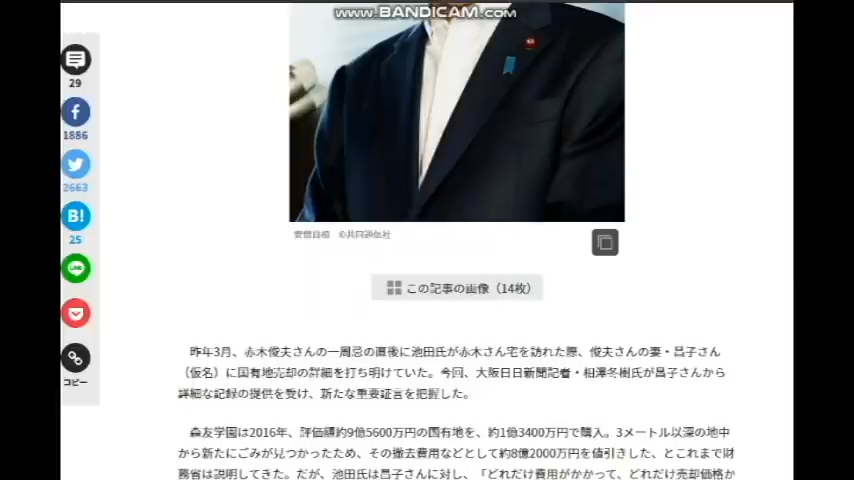 www.BANDICAM.com
29
1886
2663
B!
25
LINE
コピー
安倍首相 ©共同通信社
この記事の画像（14枚）
昨年3月、赤木俊夫さんの一周忌の直後に池田氏が赤木さん宅を訪れた際、俊夫さんの妻・昌子さん
（仮名）に国有地売却の詳細を打ち明けていた。今回、大阪日日新聞記者・相澤冬樹氏が昌子さんから
詳細な記録の提供を受け、新たな重要証言を把握した。
森友学園は2016年、評価額約9億5600万円の国有地を、約1億3400万円で購入。3メートル以深の地中
から新たにごみが見つかったため、その撤去費用などとして約8億2000万円を値引きした、とこれまで財
務省は説明してきた。だが、池田氏は昌子さんに対し、「どれだけ費用がかかって、どれだけ売却価格か